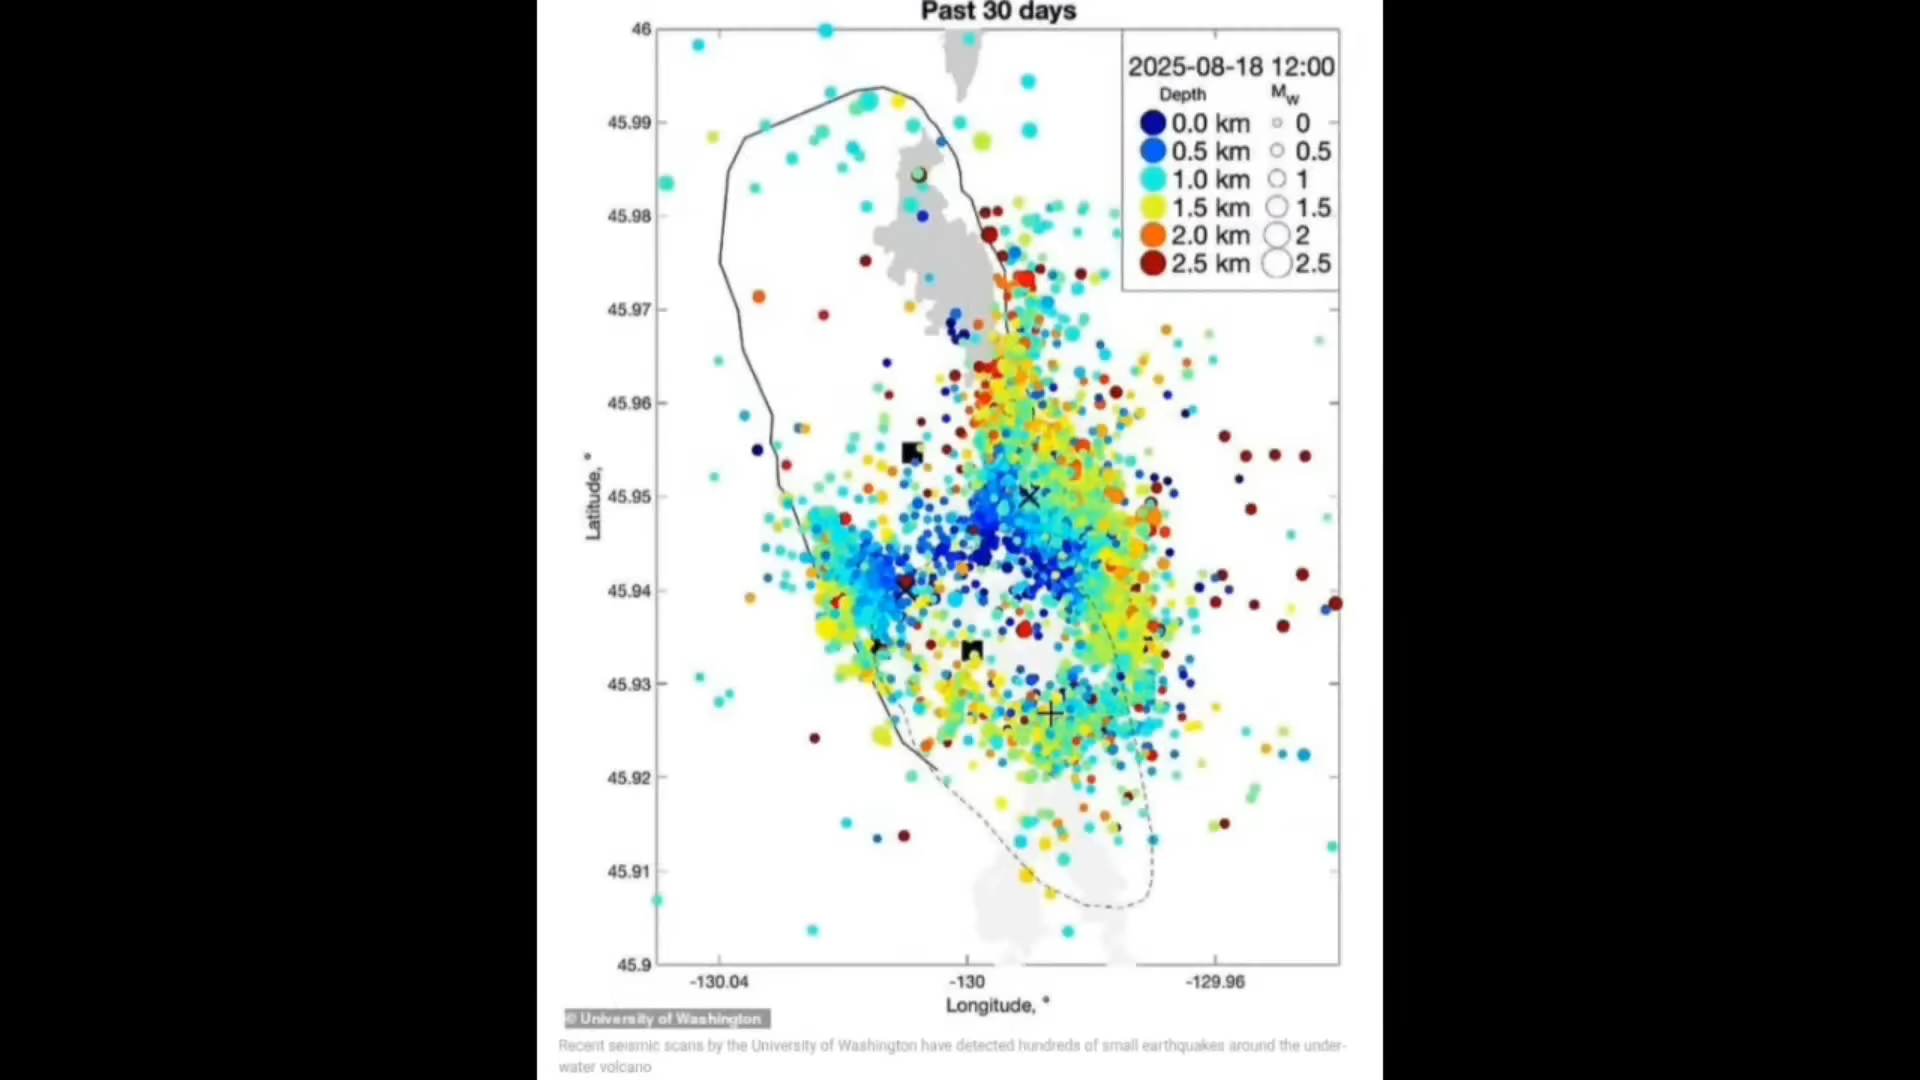 Past 30 days
2025-08-18 12:00
Depth Mw
0.0 km 0
0.5 km 0.5
1.0 km 1
1.5 km 1.5
2.0 km 2
2.5 km 2.5
46
45.99
45.98
45.97
45.96
45.95
45.94
45.93
45.92
45.91
45.9
Latitude, °
-130.04 -130 -129.96
Longitude, °
© University of Washington
Recent seismic scans by the University of Washington have detected hundreds of small earthquakes around the under-
water volcano